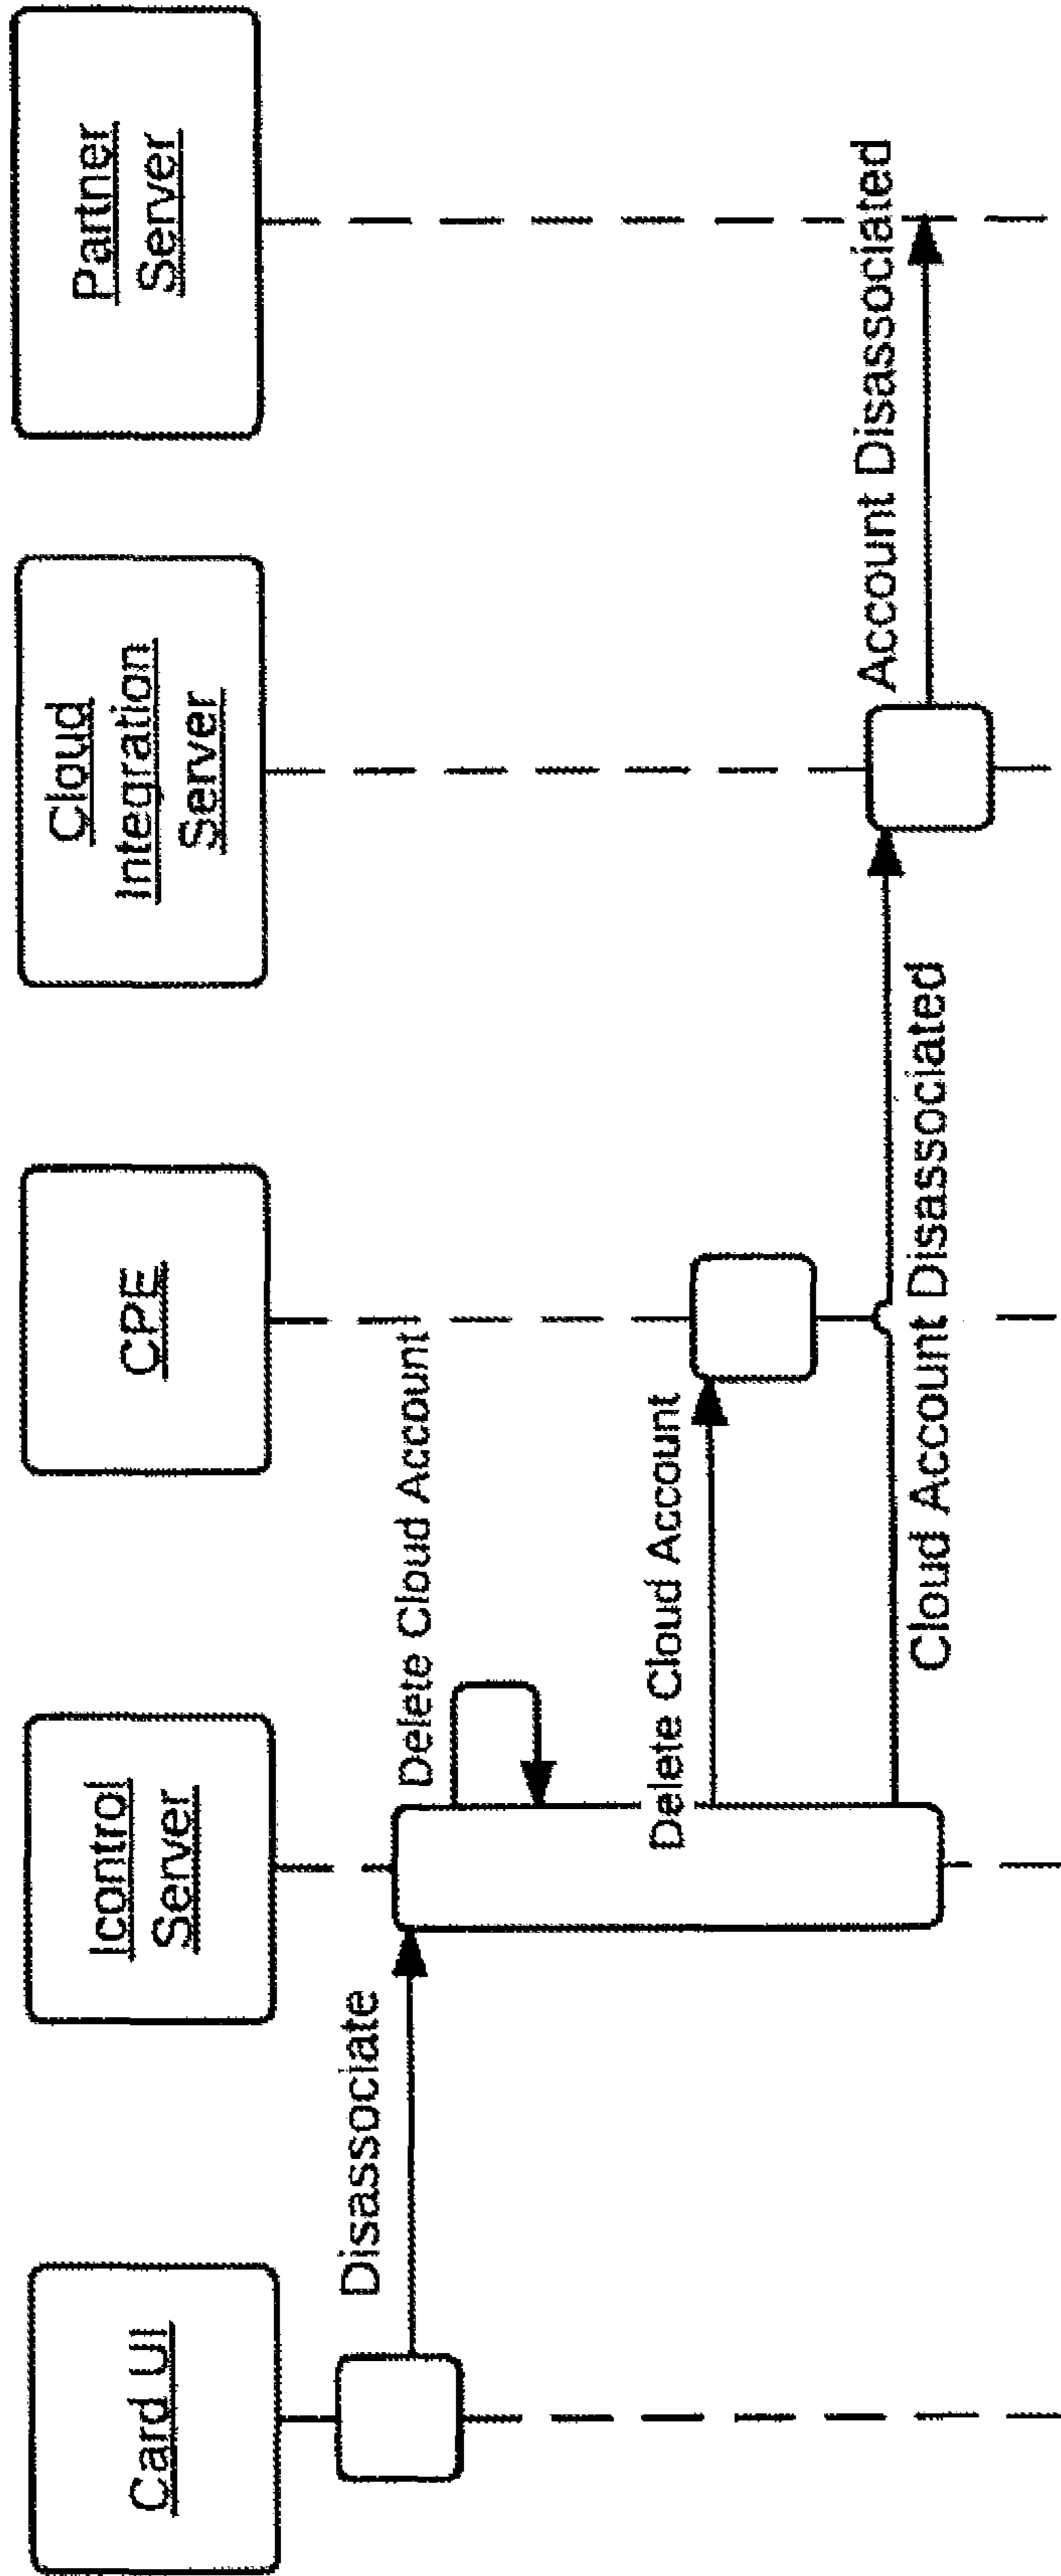 Card UI
Icontrol
Server
CPE
Cloud
Integration
Server
Partner
Server
Disassociate
Delete Cloud Account
Delete Cloud Account
Cloud Account Disassociated
Account Disassociated